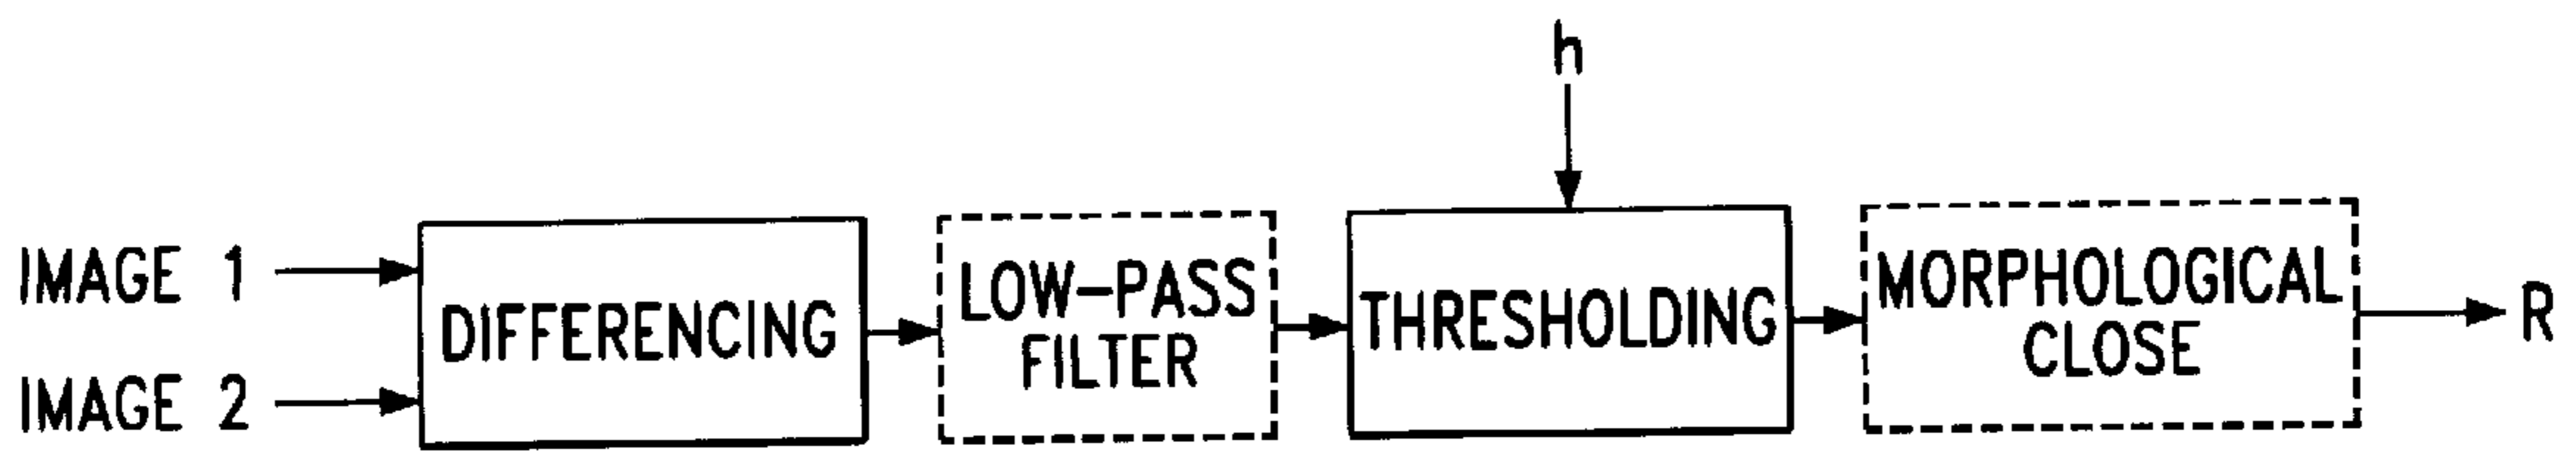 h
IMAGE 1
IMAGE 2
DIFFERENCING
LOW-PASS
FILTER
THRESHOLDING
MORPHOLOGICAL
CLOSE
R